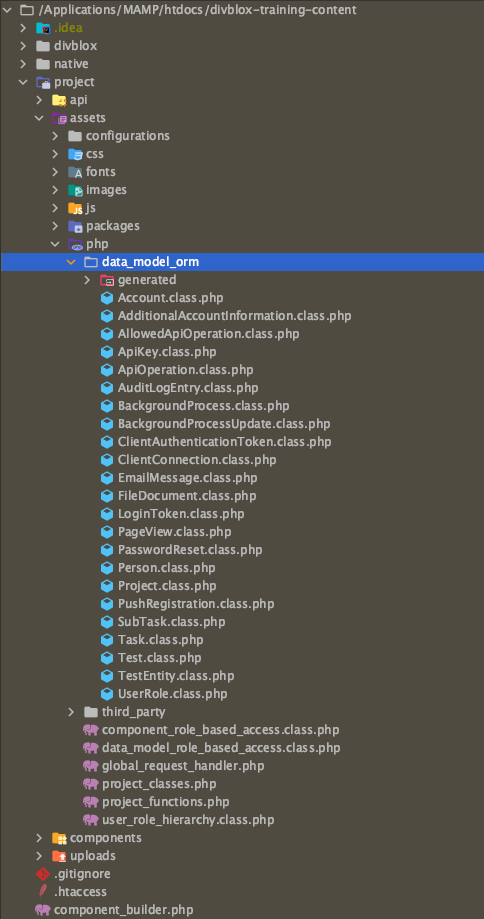 /Applications/MAMP/htdocs/divblox-training-content
.idea
divblox
native
project
api
assets
configurations
css
fonts
images
js
packages
php
data_model_orm
generated
Account.class.php
AdditionalAccountInformation.class.php
AllowedApiOperation.class.php
ApiKey.class.php
ApiOperation.class.php
AuditLogEntry.class.php
BackgroundProcess.class.php
BackgroundProcessUpdate.class.php
ClientAuthenticationToken.class.php
ClientConnection.class.php
EmailMessage.class.php
FileDocument.class.php
LoginToken.class.php
PageView.class.php
PasswordReset.class.php
Person.class.php
Project.class.php
PushRegistration.class.php
SubTask.class.php
Task.class.php
Test.class.php
TestEntity.class.php
UserRole.class.php
third_party
component_role_based_access.class.php
data_model_role_based_access.class.php
global_request_handler.php
project_classes.php
project_functions.php
user_role_hierarchy.class.php
components
uploads
.gitignore
.htaccess
component_builder.php